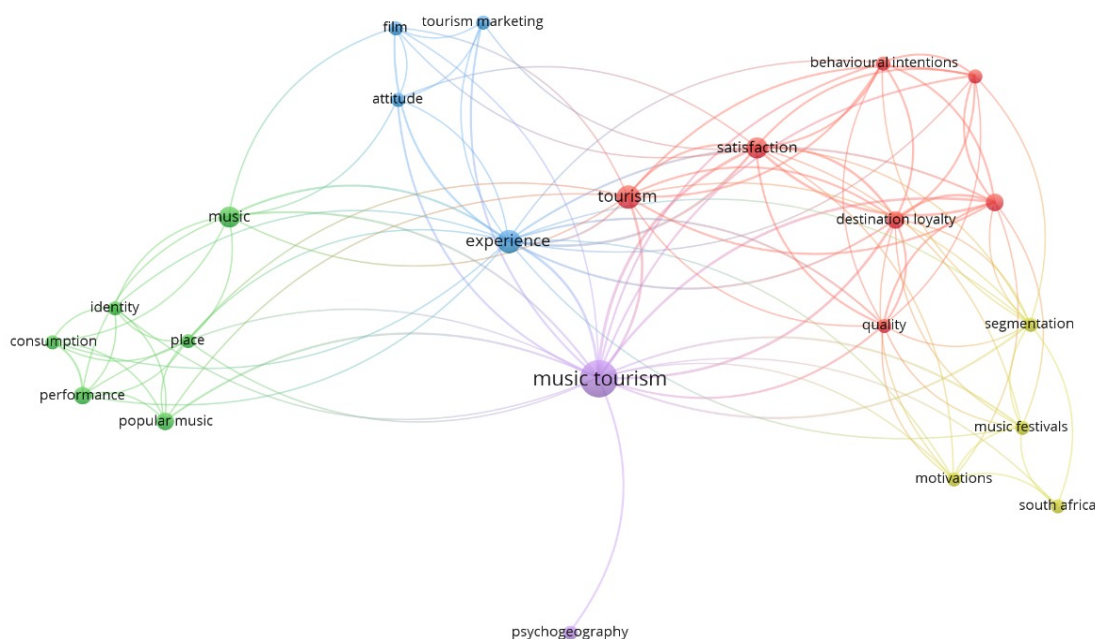 film
tourism marketing
behavioural intentions
attitude
satisfaction
tourism
music
destination loyalty
experience
identity
segmentation
quality
consumption
place
music tourism
performance
popular music
music festivals
motivations
south africa
psychogeography